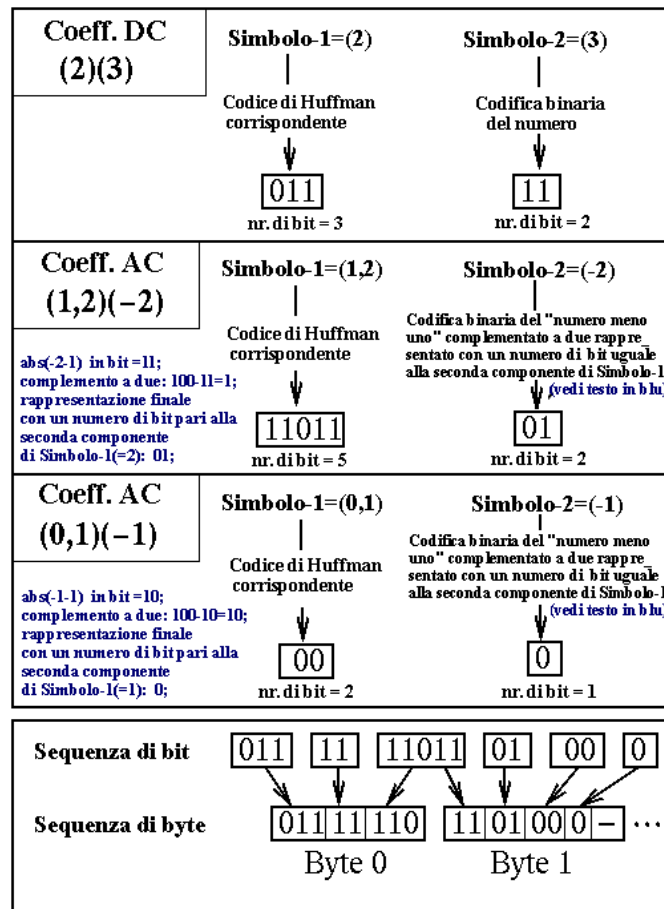 Coeff. DC
(2)(3)
Simbolo-1=(2)
Codice di Huffman
corrispondente
011
nr. di bit = 3
Simbolo-2=(3)
Codifica binaria
del numero
11
nr. di bit = 2
Coeff. AC
(1,2)(−2)
abs(-2-1) in bit =11;
complemento a due: 100-11=1;
rappresentazione finale
con un numero di bit pari alla
seconda componente
di Simbolo-1(=2): 01;
Simbolo-1=(1,2)
Codice di Huffman
corrispondente
11011
nr. di bit = 5
Simbolo-2=(-2)
Codifica binaria del "numero meno
uno" complementato a due rappre_
sentato con un numero di bit uguale
alla seconda componente di Simbolo-1
(vedi testo in blu)
01
nr. di bit = 2
Coeff. AC
(0,1)(−1)
abs(-1-1) in bit =10;
complemento a due: 100-10=10;
rappresentazione finale
con un numero di bit pari alla
seconda componente
di Simbolo-1(=1): 0;
Simbolo-1=(0,1)
Codice di Huffman
corrispondente
00
nr. di bit = 2
Simbolo-2=(-1)
Codifica binaria del "numero meno
uno" complementato a due rappre_
sentato con un numero di bit uguale
alla seconda componente di Simbolo-1
(vedi testo in blu)
0
nr. di bit = 1
Sequenza di bit 011 11 11011 01 00 0
Sequenza di byte 011 11 110 11 01 00 0 – ...
Byte 0 Byte 1